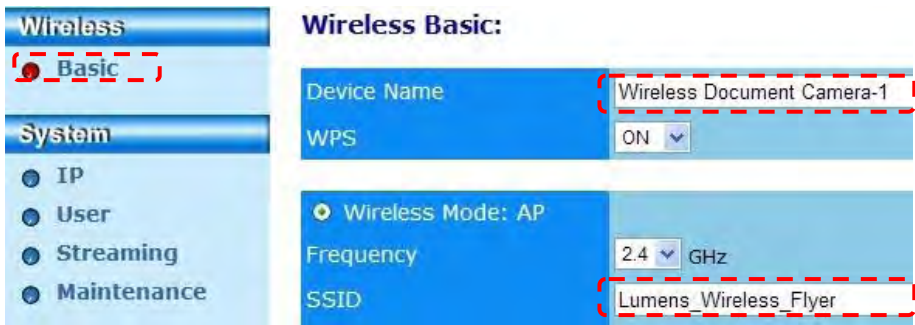 Wireless
Basic
System
IP
User
Streaming
Maintenance
Wireless Basic:
Device Name Wireless Document Camera-1
WPS ON
Wireless Mode: AP
Frequency 2.4 GHz
SSID Lumens_Wireless_Flyer